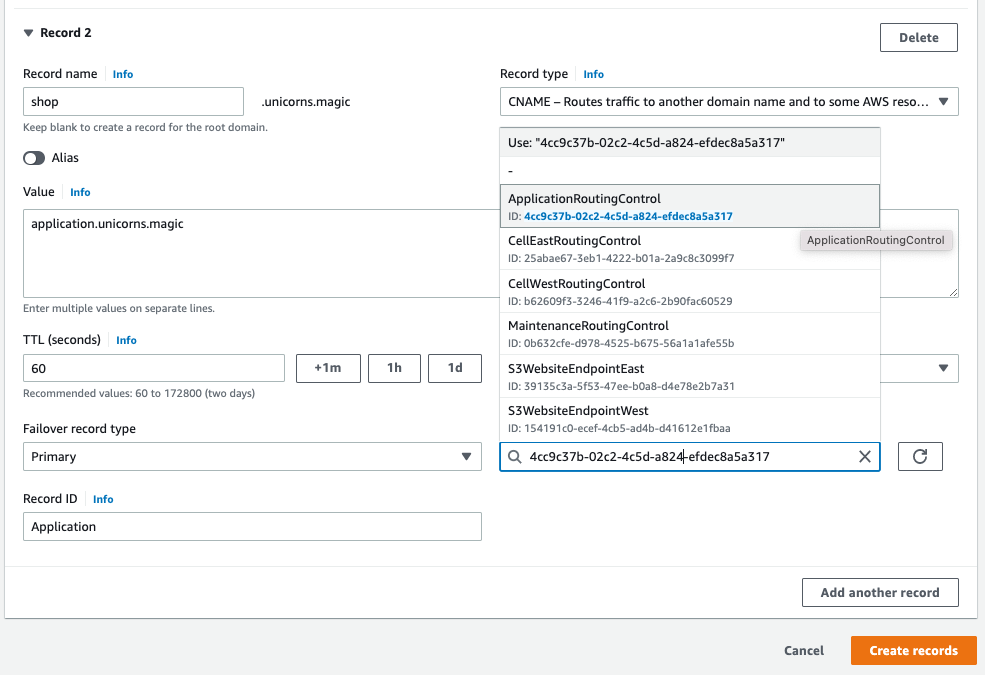 Record 2
Delete
Record name Info
shop
.unicorns.magic
Keep blank to create a record for the root domain.
Record type Info
CNAME – Routes traffic to another domain name and to some AWS reso...
Alias
Value Info
application.unicorns.magic
Enter multiple values on separate lines.
Use: "4cc9c37b-02c2-4c5d-a824-efdec8a5a317"
-
ApplicationRoutingControl
ID: 4cc9c37b-02c2-4c5d-a824-efdec8a5a317
ApplicationRoutingControl
CellEastRoutingControl
ID: 25abae67-3eb1-4222-b01a-2a9c8c3099f7
CellWestRoutingControl
ID: b62609f3-3246-41f9-a2c6-2b90fac60529
MaintenanceRoutingControl
ID: 0b632cfe-d978-4525-b675-56a1a1afe55b
S3WebsiteEndpointEast
ID: 39135c3a-5f53-47ee-b0a8-d4e78e2b7a31
S3WebsiteEndpointWest
ID: 154191c0-ecef-4cb5-ad4b-d41612e1fbaa
4cc9c37b-02c2-4c5d-a824-efdec8a5a317
TTL (seconds) Info
60
+1m
1h
1d
Recommended values: 60 to 172800 (two days)
Failover record type
Primary
Record ID Info
Application
Add another record
Cancel
Create records